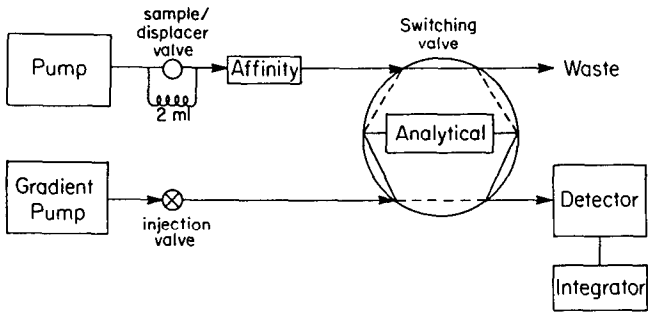 sample/
displacer
valve
Pump
2 ml
Affinity
Switching
valve
Waste
Analytical
Gradient
Pump
injection
valve
Detector
Integrator